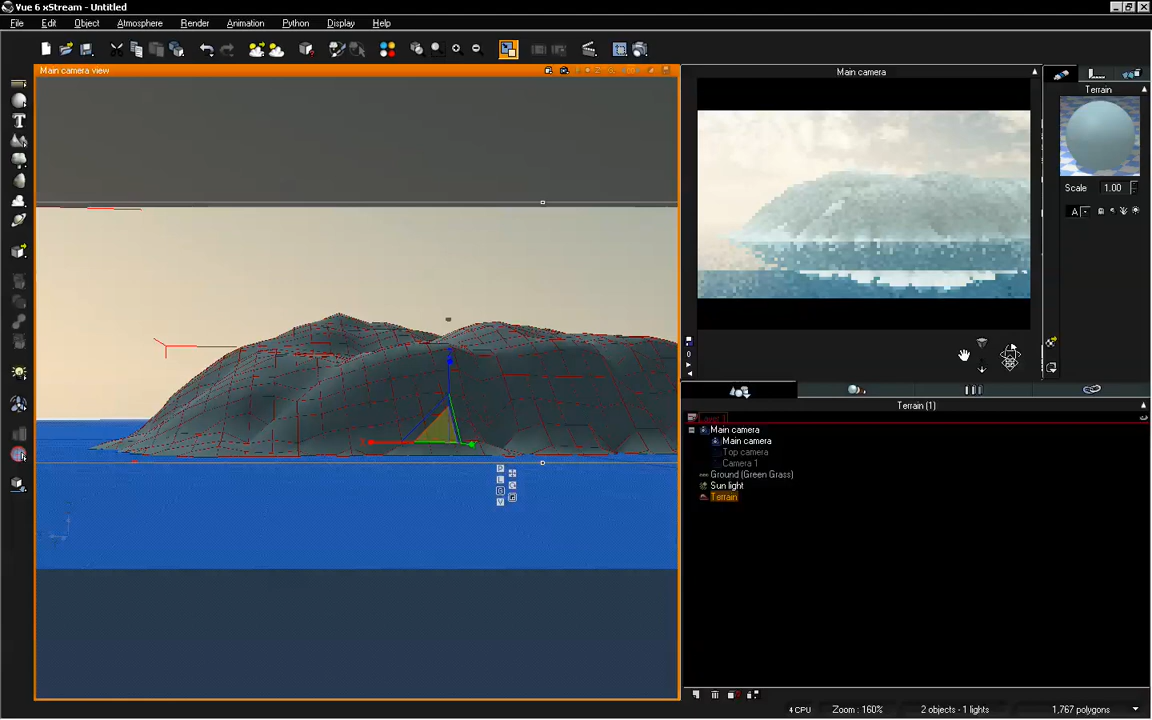 Vue 6 xStream - Untitled
File Edit Object Atmosphere Render Animation Python Display Help
Main camera view
Main camera
Terrain
Scale 1.00
A
0
Terrain (1)
Main camera
Main camera
Top camera
Camera 1
Ground (Green Grass)
Sun light
Terrain
P
L
Q
V
4 CPU Zoom : 160% 2 objects - 1 lights 1,767 polygons